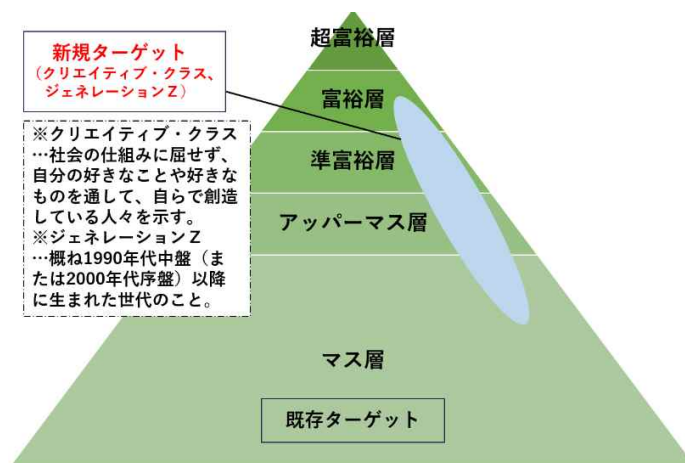 超富裕層
新規ターゲット
（クリエイティブ・クラス、
ジェネレーションＺ）
富裕層
※クリエイティブ・クラス
…社会の仕組みに屈せず、
自分の好きなことや好きな
ものを通して、自らで創造
している人々を示す。
※ジェネレーションＺ
…概ね1990年代中盤（ま
たは2000年代序盤）以降
に生まれた世代のこと。
準富裕層
アッパーマス層
マス層
既存ターゲット